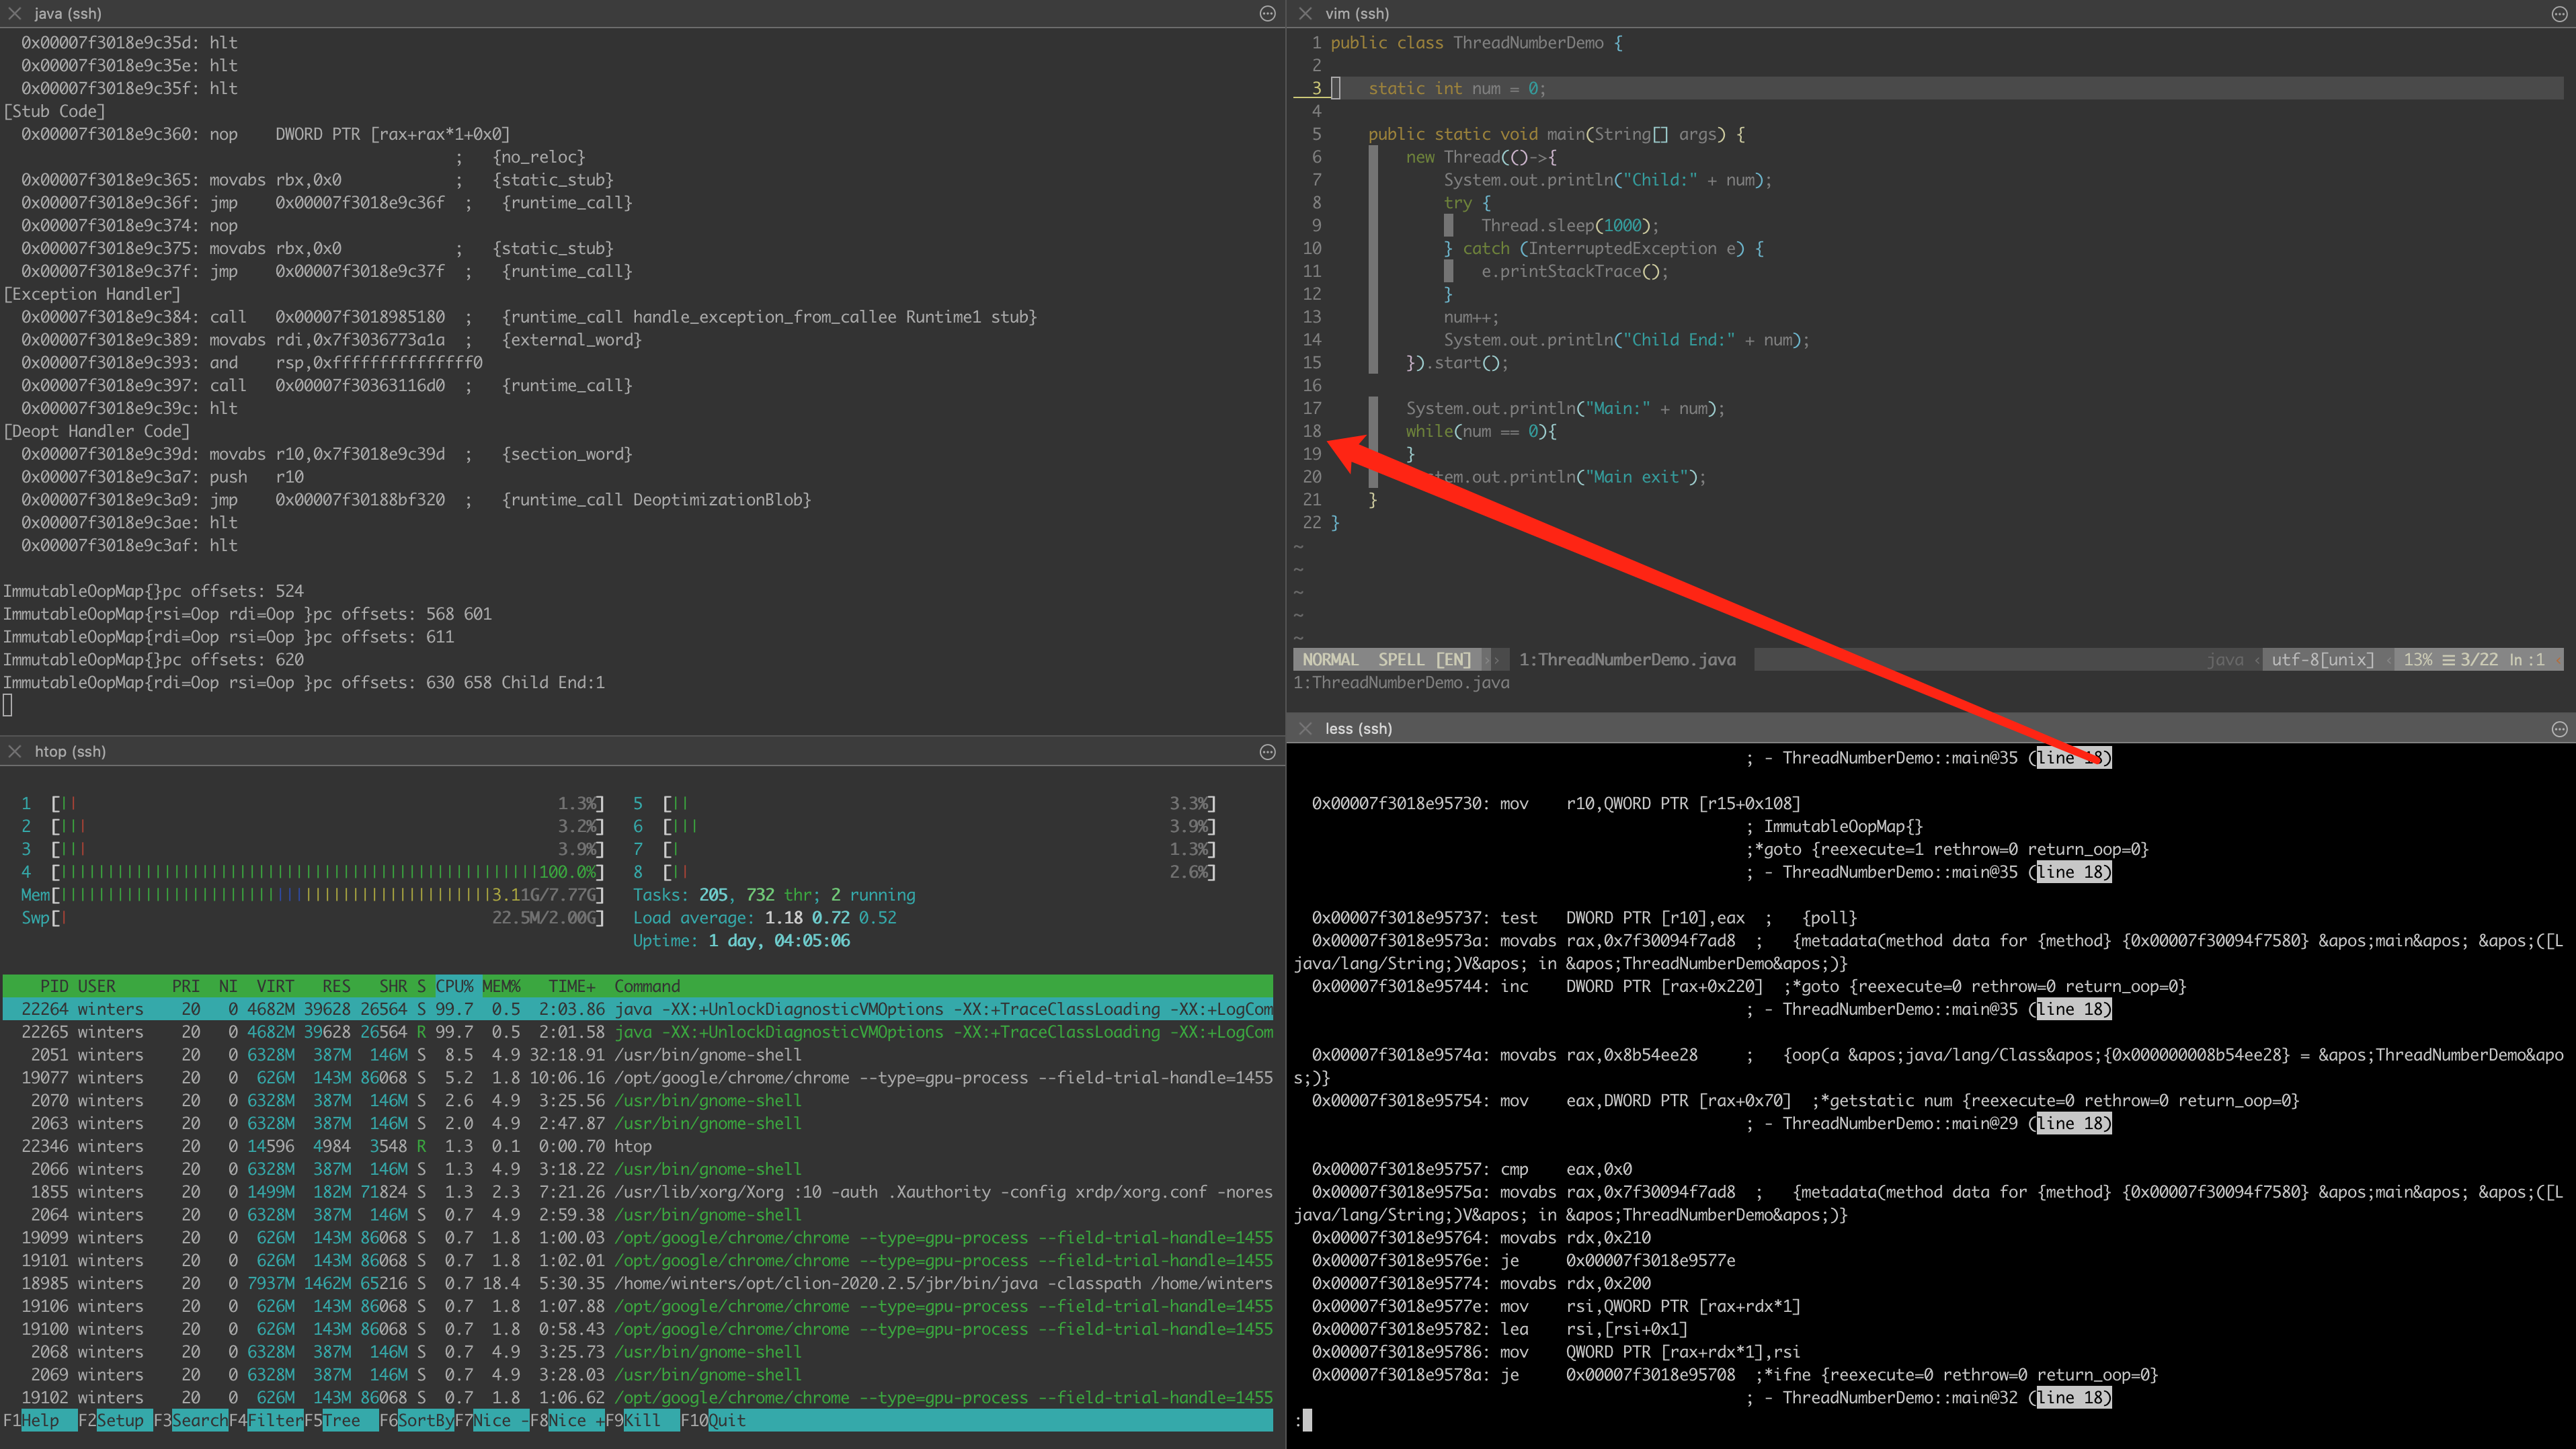 java (ssh)
0x00007f3018e9c35d: hlt
0x00007f3018e9c35e: hlt
0x00007f3018e9c35f: hlt
[Stub Code]
0x00007f3018e9c360: nop    DWORD PTR [rax+rax*1+0x0]
;   {no_reloc}
0x00007f3018e9c365: movabs rbx,0x0            ;   {static_stub}
0x00007f3018e9c36f: jmp    0x00007f3018e9c36f  ;   {runtime_call}
0x00007f3018e9c374: nop
0x00007f3018e9c375: movabs rbx,0x0            ;   {static_stub}
0x00007f3018e9c37f: jmp    0x00007f3018e9c37f  ;   {runtime_call}
[Exception Handler]
0x00007f3018e9c384: call   0x00007f3018985180  ;   {runtime_call handle_exception_from_callee Runtime1 stub}
0x00007f3018e9c389: movabs rdi,0x7f3036773a1a  ;   {external_word}
0x00007f3018e9c393: and    rsp,0xfffffffffffffff0
0x00007f3018e9c397: call   0x00007f30363116d0  ;   {runtime_call}
0x00007f3018e9c39c: hlt
[Deopt Handler Code]
0x00007f3018e9c39d: movabs r10,0x7f3018e9c39d  ;   {section_word}
0x00007f3018e9c3a7: push   r10
0x00007f3018e9c3a9: jmp    0x00007f30188bf320  ;   {runtime_call DeoptimizationBlob}
0x00007f3018e9c3ae: hlt
0x00007f3018e9c3af: hlt
ImmutableOopMap{}pc offsets: 524
ImmutableOopMap{rsi=Oop rdi=Oop }pc offsets: 568 601
ImmutableOopMap{rdi=Oop rsi=Oop }pc offsets: 611
ImmutableOopMap{}pc offsets: 620
ImmutableOopMap{rdi=Oop rsi=Oop }pc offsets: 630 658 Child End:1
vim (ssh)
1 public class ThreadNumberDemo {
2
3     static int num = 0;
4
5     public static void main(String[] args) {
6         new Thread(()->{
7             System.out.println("Child:" + num);
8             try {
9                 Thread.sleep(1000);
10             } catch (InterruptedException e) {
11                 e.printStackTrace();
12             }
13             num++;
14             System.out.println("Child End:" + num);
15         }).start();
16
17         System.out.println("Main:" + num);
18         while(num == 0){
19         }
20         tem.out.println("Main exit");
21     }
22 }
~
~
~
~
~
NORMAL  SPELL [EN]  1:ThreadNumberDemo.java  java  utf-8[unix]  13% ☰ 3/22 ln :1
1:ThreadNumberDemo.java
htop (ssh)
1  [|| 1.3%]   5  [|| 3.3%]
2  [||| 3.2%]   6  [||| 3.9%]
3  [||| 3.9%]   7  [| 1.3%]
4  [||||||||||||||||||||||||||||||||||||||||||||||||||||100.0%]   8  [|| 2.6%]
Mem[|||||||||||||||||||||||||||||||||||||||||||||||3.11G/7.77G]   Tasks: 205, 732 thr; 2 running
Swp[| 22.5M/2.00G]   Load average: 1.18 0.72 0.52
Uptime: 1 day, 04:05:06
PID USER      PRI  NI  VIRT   RES   SHR S CPU% MEM%   TIME+  Command
22264 winters    20   0 4682M 39628 26564 S 99.7  0.5  2:03.86 java -XX:+UnlockDiagnosticVMOptions -XX:+TraceClassLoading -XX:+LogCom
22265 winters    20   0 4682M 39628 26564 R 99.7  0.5  2:01.58 java -XX:+UnlockDiagnosticVMOptions -XX:+TraceClassLoading -XX:+LogCom
2051 winters    20   0 6328M  387M  146M S  8.5  4.9 32:18.91 /usr/bin/gnome-shell
19077 winters    20   0  626M  143M 86068 S  5.2  1.8 10:06.16 /opt/google/chrome/chrome --type=gpu-process --field-trial-handle=1455
2070 winters    20   0 6328M  387M  146M S  2.6  4.9  3:25.56 /usr/bin/gnome-shell
2063 winters    20   0 6328M  387M  146M S  2.0  4.9  2:47.87 /usr/bin/gnome-shell
22346 winters    20   0 14596  4984  3548 R  1.3  0.1  0:00.70 htop
2066 winters    20   0 6328M  387M  146M S  1.3  4.9  3:18.22 /usr/bin/gnome-shell
1855 winters    20   0 1499M  182M 71824 S  1.3  2.3  7:21.26 /usr/lib/xorg/Xorg :10 -auth .Xauthority -config xrdp/xorg.conf -nores
2064 winters    20   0 6328M  387M  146M S  0.7  4.9  2:59.38 /usr/bin/gnome-shell
19099 winters    20   0  626M  143M 86068 S  0.7  1.8  1:00.03 /opt/google/chrome/chrome --type=gpu-process --field-trial-handle=1455
19101 winters    20   0  626M  143M 86068 S  0.7  1.8  1:02.01 /opt/google/chrome/chrome --type=gpu-process --field-trial-handle=1455
18985 winters    20   0 7937M 1462M 65216 S  0.7 18.4  5:30.35 /home/winters/opt/clion-2020.2.5/jbr/bin/java -classpath /home/winters
19106 winters    20   0  626M  143M 86068 S  0.7  1.8  1:07.88 /opt/google/chrome/chrome --type=gpu-process --field-trial-handle=1455
19100 winters    20   0  626M  143M 86068 S  0.7  1.8  0:58.43 /opt/google/chrome/chrome --type=gpu-process --field-trial-handle=1455
2068 winters    20   0 6328M  387M  146M S  0.7  4.9  3:25.73 /usr/bin/gnome-shell
2069 winters    20   0 6328M  387M  146M S  0.7  4.9  3:28.03 /usr/bin/gnome-shell
19102 winters    20   0  626M  143M 86068 S  0.7  1.8  1:06.62 /opt/google/chrome/chrome --type=gpu-process --field-trial-handle=1455
F1Help  F2Setup F3SearchF4FilterF5Tree  F6SortByF7Nice -F8Nice +F9Kill  F10Quit
less (ssh)
; - ThreadNumberDemo::main@35 (line 18)
0x00007f3018e95730: mov    r10,QWORD PTR [r15+0x108]
; ImmutableOopMap{}
;*goto {reexecute=1 rethrow=0 return_oop=0}
; - ThreadNumberDemo::main@35 (line 18)
0x00007f3018e95737: test   DWORD PTR [r10],eax  ;   {poll}
0x00007f3018e9573a: movabs rax,0x7f30094f7ad8  ;   {metadata(method data for {method} {0x00007f30094f7580} &apos;main&apos; &apos;([L
java/lang/String;)V&apos; in &apos;ThreadNumberDemo&apos;)}
0x00007f3018e95744: inc    DWORD PTR [rax+0x220]  ;*goto {reexecute=0 rethrow=0 return_oop=0}
; - ThreadNumberDemo::main@35 (line 18)
0x00007f3018e9574a: movabs rax,0x8b54ee28     ;   {oop(a &apos;java/lang/Class&apos;{0x000000008b54ee28} = &apos;ThreadNumberDemo&apo
s;)}
0x00007f3018e95754: mov    eax,DWORD PTR [rax+0x70]  ;*getstatic num {reexecute=0 rethrow=0 return_oop=0}
; - ThreadNumberDemo::main@29 (line 18)
0x00007f3018e95757: cmp    eax,0x0
0x00007f3018e9575a: movabs rax,0x7f30094f7ad8  ;   {metadata(method data for {method} {0x00007f30094f7580} &apos;main&apos; &apos;([L
java/lang/String;)V&apos; in &apos;ThreadNumberDemo&apos;)}
0x00007f3018e95764: movabs rdx,0x210
0x00007f3018e9576e: je     0x00007f3018e9577e
0x00007f3018e95774: movabs rdx,0x200
0x00007f3018e9577e: mov    rsi,QWORD PTR [rax+rdx*1]
0x00007f3018e95782: lea    rsi,[rsi+0x1]
0x00007f3018e95786: mov    QWORD PTR [rax+rdx*1],rsi
0x00007f3018e9578a: je     0x00007f3018e95708  ;*ifne {reexecute=0 rethrow=0 return_oop=0}
; - ThreadNumberDemo::main@32 (line 18)
: